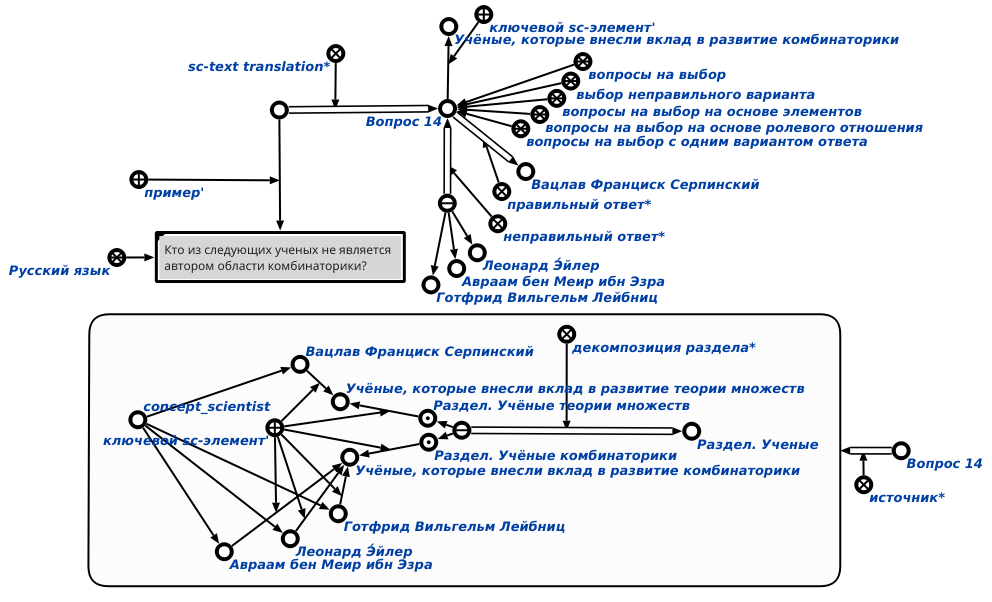 ключевой sc-элемент'
Учёные, которые внесли вклад в развитие комбинаторики
sc-text translation*
вопросы на выбор
выбор неправильного варианта
вопросы на выбор на основе элементов
Вопрос 14
вопросы на выбор на основе ролевого отношения
вопросы на выбор с одним вариантом ответа
Вацлав Франциск Серпинский
пример'
правильный ответ*
неправильный ответ*
Кто из следующих ученых не является
автором области комбинаторики?
Русский язык
Леонард Э́йлер
Авраам бен Меир ибн Эзра
Готфрид Вильгельм Лейбниц
декомпозиция раздела*
Вацлав Франциск Серпинский
Учёные, которые внесли вклад в развитие теории множеств
concept_scientist
Раздел. Учёные теории множеств
ключевой sc-элемент'
Раздел. Ученые
Раздел. Учёные комбинаторики
Вопрос 14
Учёные, которые внесли вклад в развитие комбинаторики
источник*
Готфрид Вильгельм Лейбниц
Леонард Э́йлер
Авраам бен Меир ибн Эзра